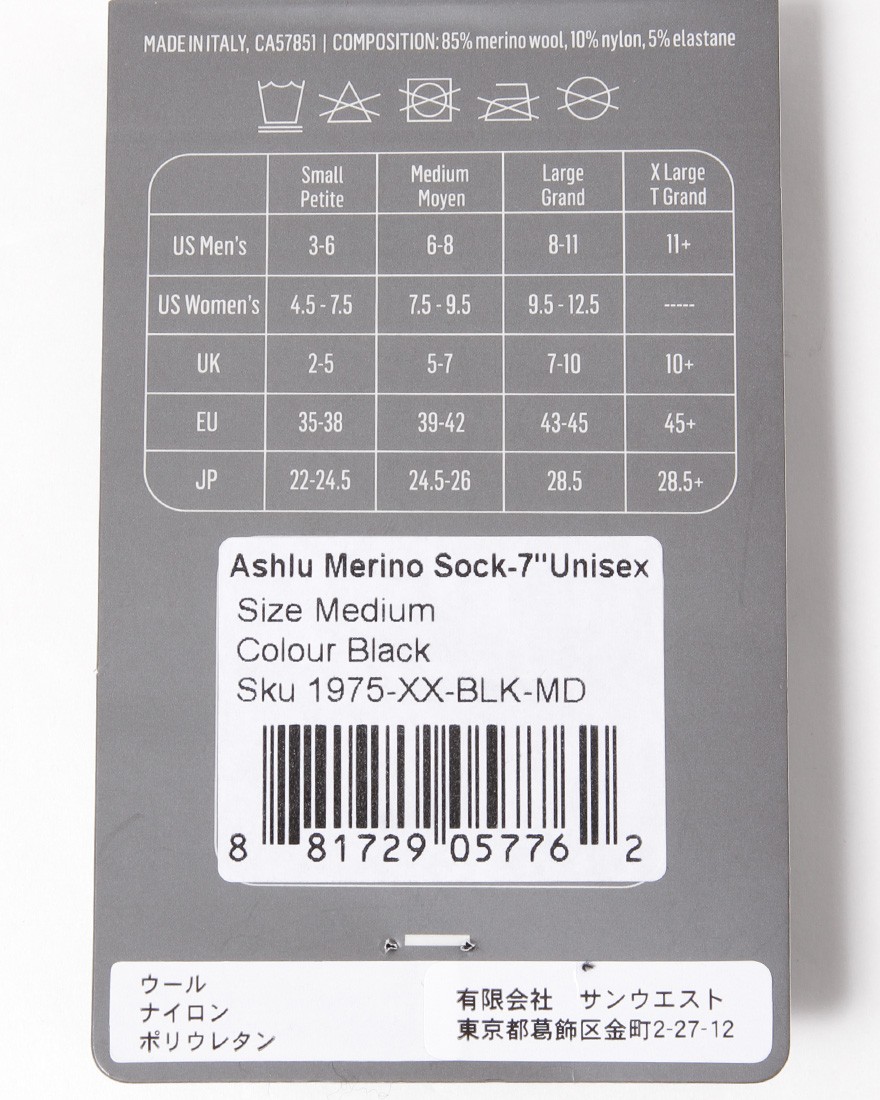 MADE IN ITALY, CA57851 | COMPOSITION: 85% merino wool, 10% nylon, 5% elastane
Small Petite Medium Moyen Large Grand X Large T Grand
US Men's 3-6 6-8 8-11 11+
US Women's 4.5 - 7.5 7.5 - 9.5 9.5 - 12.5 -----
UK 2-5 5-7 7-10 10+
EU 35-38 39-42 43-45 45+
JP 22-24.5 24.5-26 28.5 28.5+
Ashlu Merino Sock-7"Unisex
Size Medium
Colour Black
Sku 1975-XX-BLK-MD
8 81729 05776 2
ウール
ナイロン
ポリウレタン
有限会社 サンウエスト
東京都葛飾区金町2-27-12